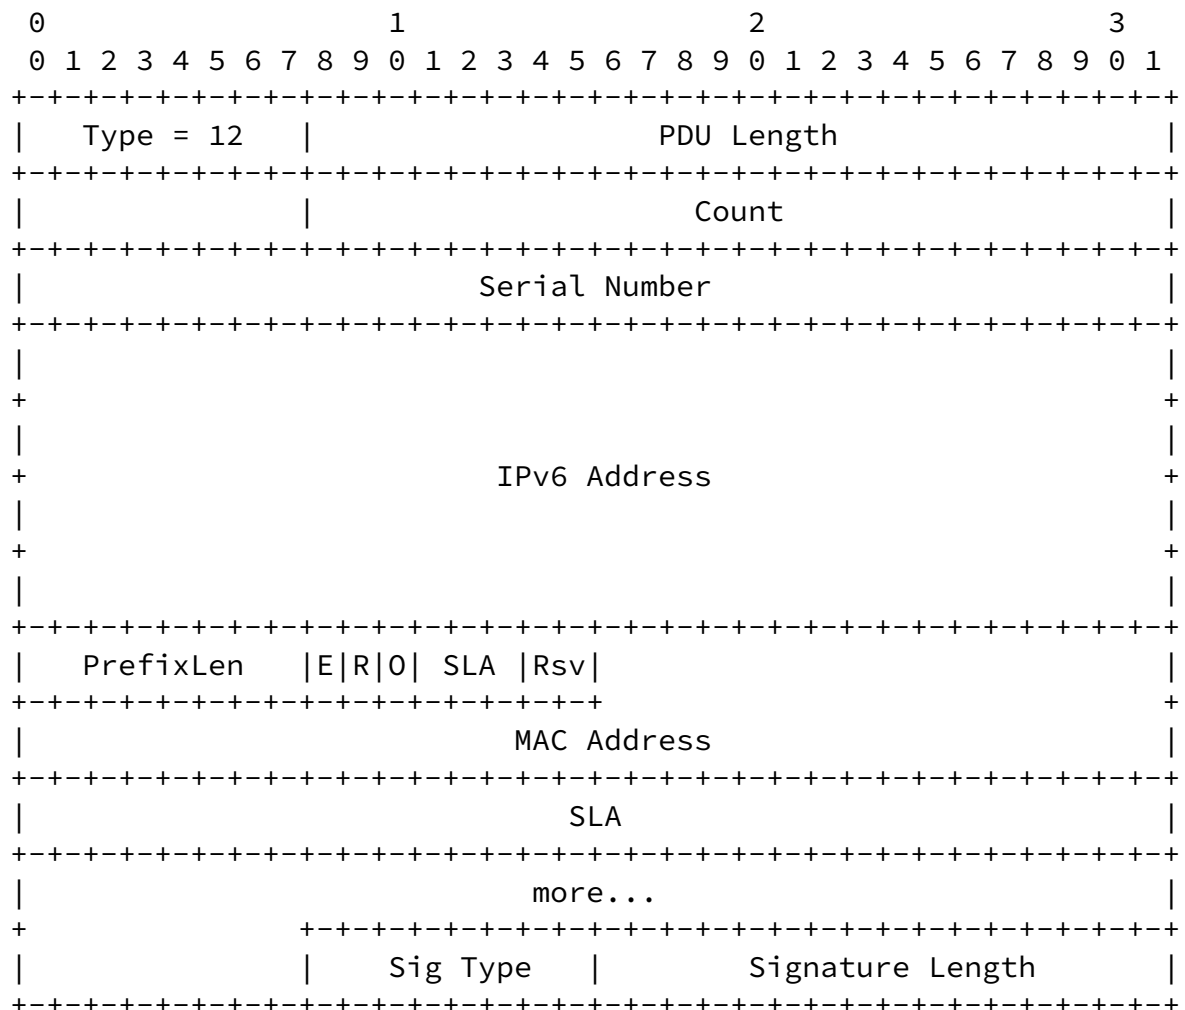 0                   1                   2                   3
0 1 2 3 4 5 6 7 8 9 0 1 2 3 4 5 6 7 8 9 0 1 2 3 4 5 6 7 8 9 0 1
+-+-+-+-+-+-+-+-+-+-+-+-+-+-+-+-+-+-+-+-+-+-+-+-+-+-+-+-+-+-+-+-+
|   Type = 12   |                   PDU Length                  |
+-+-+-+-+-+-+-+-+-+-+-+-+-+-+-+-+-+-+-+-+-+-+-+-+-+-+-+-+-+-+-+-+
|               |                     Count                     |
+-+-+-+-+-+-+-+-+-+-+-+-+-+-+-+-+-+-+-+-+-+-+-+-+-+-+-+-+-+-+-+-+
|                         Serial Number                         |
+-+-+-+-+-+-+-+-+-+-+-+-+-+-+-+-+-+-+-+-+-+-+-+-+-+-+-+-+-+-+-+-+
|                                                               |
+                                                               +
|                                                               |
+                          IPv6 Address                         +
|                                                               |
+                                                               +
|                                                               |
+-+-+-+-+-+-+-+-+-+-+-+-+-+-+-+-+-+-+-+-+-+-+-+-+-+-+-+-+-+-+-+-+
|   PrefixLen   |E|R|O| SLA |Rsv|                               |
+-+-+-+-+-+-+-+-+-+-+-+-+-+-+-+-+                               +
|                           MAC Address                         |
+-+-+-+-+-+-+-+-+-+-+-+-+-+-+-+-+-+-+-+-+-+-+-+-+-+-+-+-+-+-+-+-+
|                              SLA                              |
+-+-+-+-+-+-+-+-+-+-+-+-+-+-+-+-+-+-+-+-+-+-+-+-+-+-+-+-+-+-+-+-+
|                            more...                            |
+               +-+-+-+-+-+-+-+-+-+-+-+-+-+-+-+-+-+-+-+-+-+-+-+-+
|               |    Sig Type   |        Signature Length       |
+-+-+-+-+-+-+-+-+-+-+-+-+-+-+-+-+-+-+-+-+-+-+-+-+-+-+-+-+-+-+-+-+